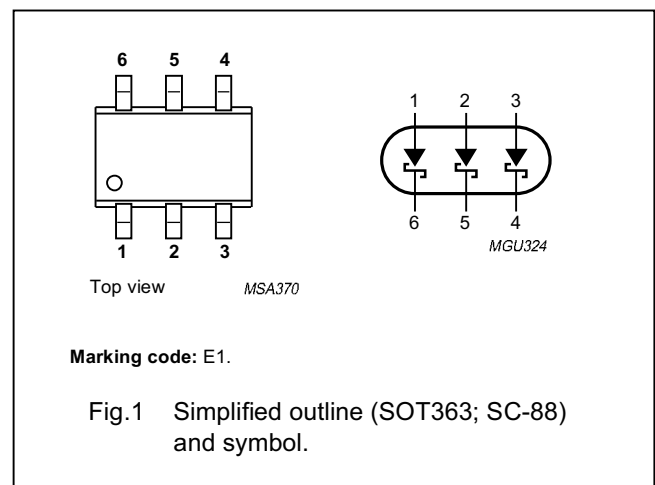 6 5 4
1 2 3
Top view MSA370
1 2 3
6 5 4
MGU324
Marking code: E1.
Fig.1 Simplified outline (SOT363; SC-88)
and symbol.